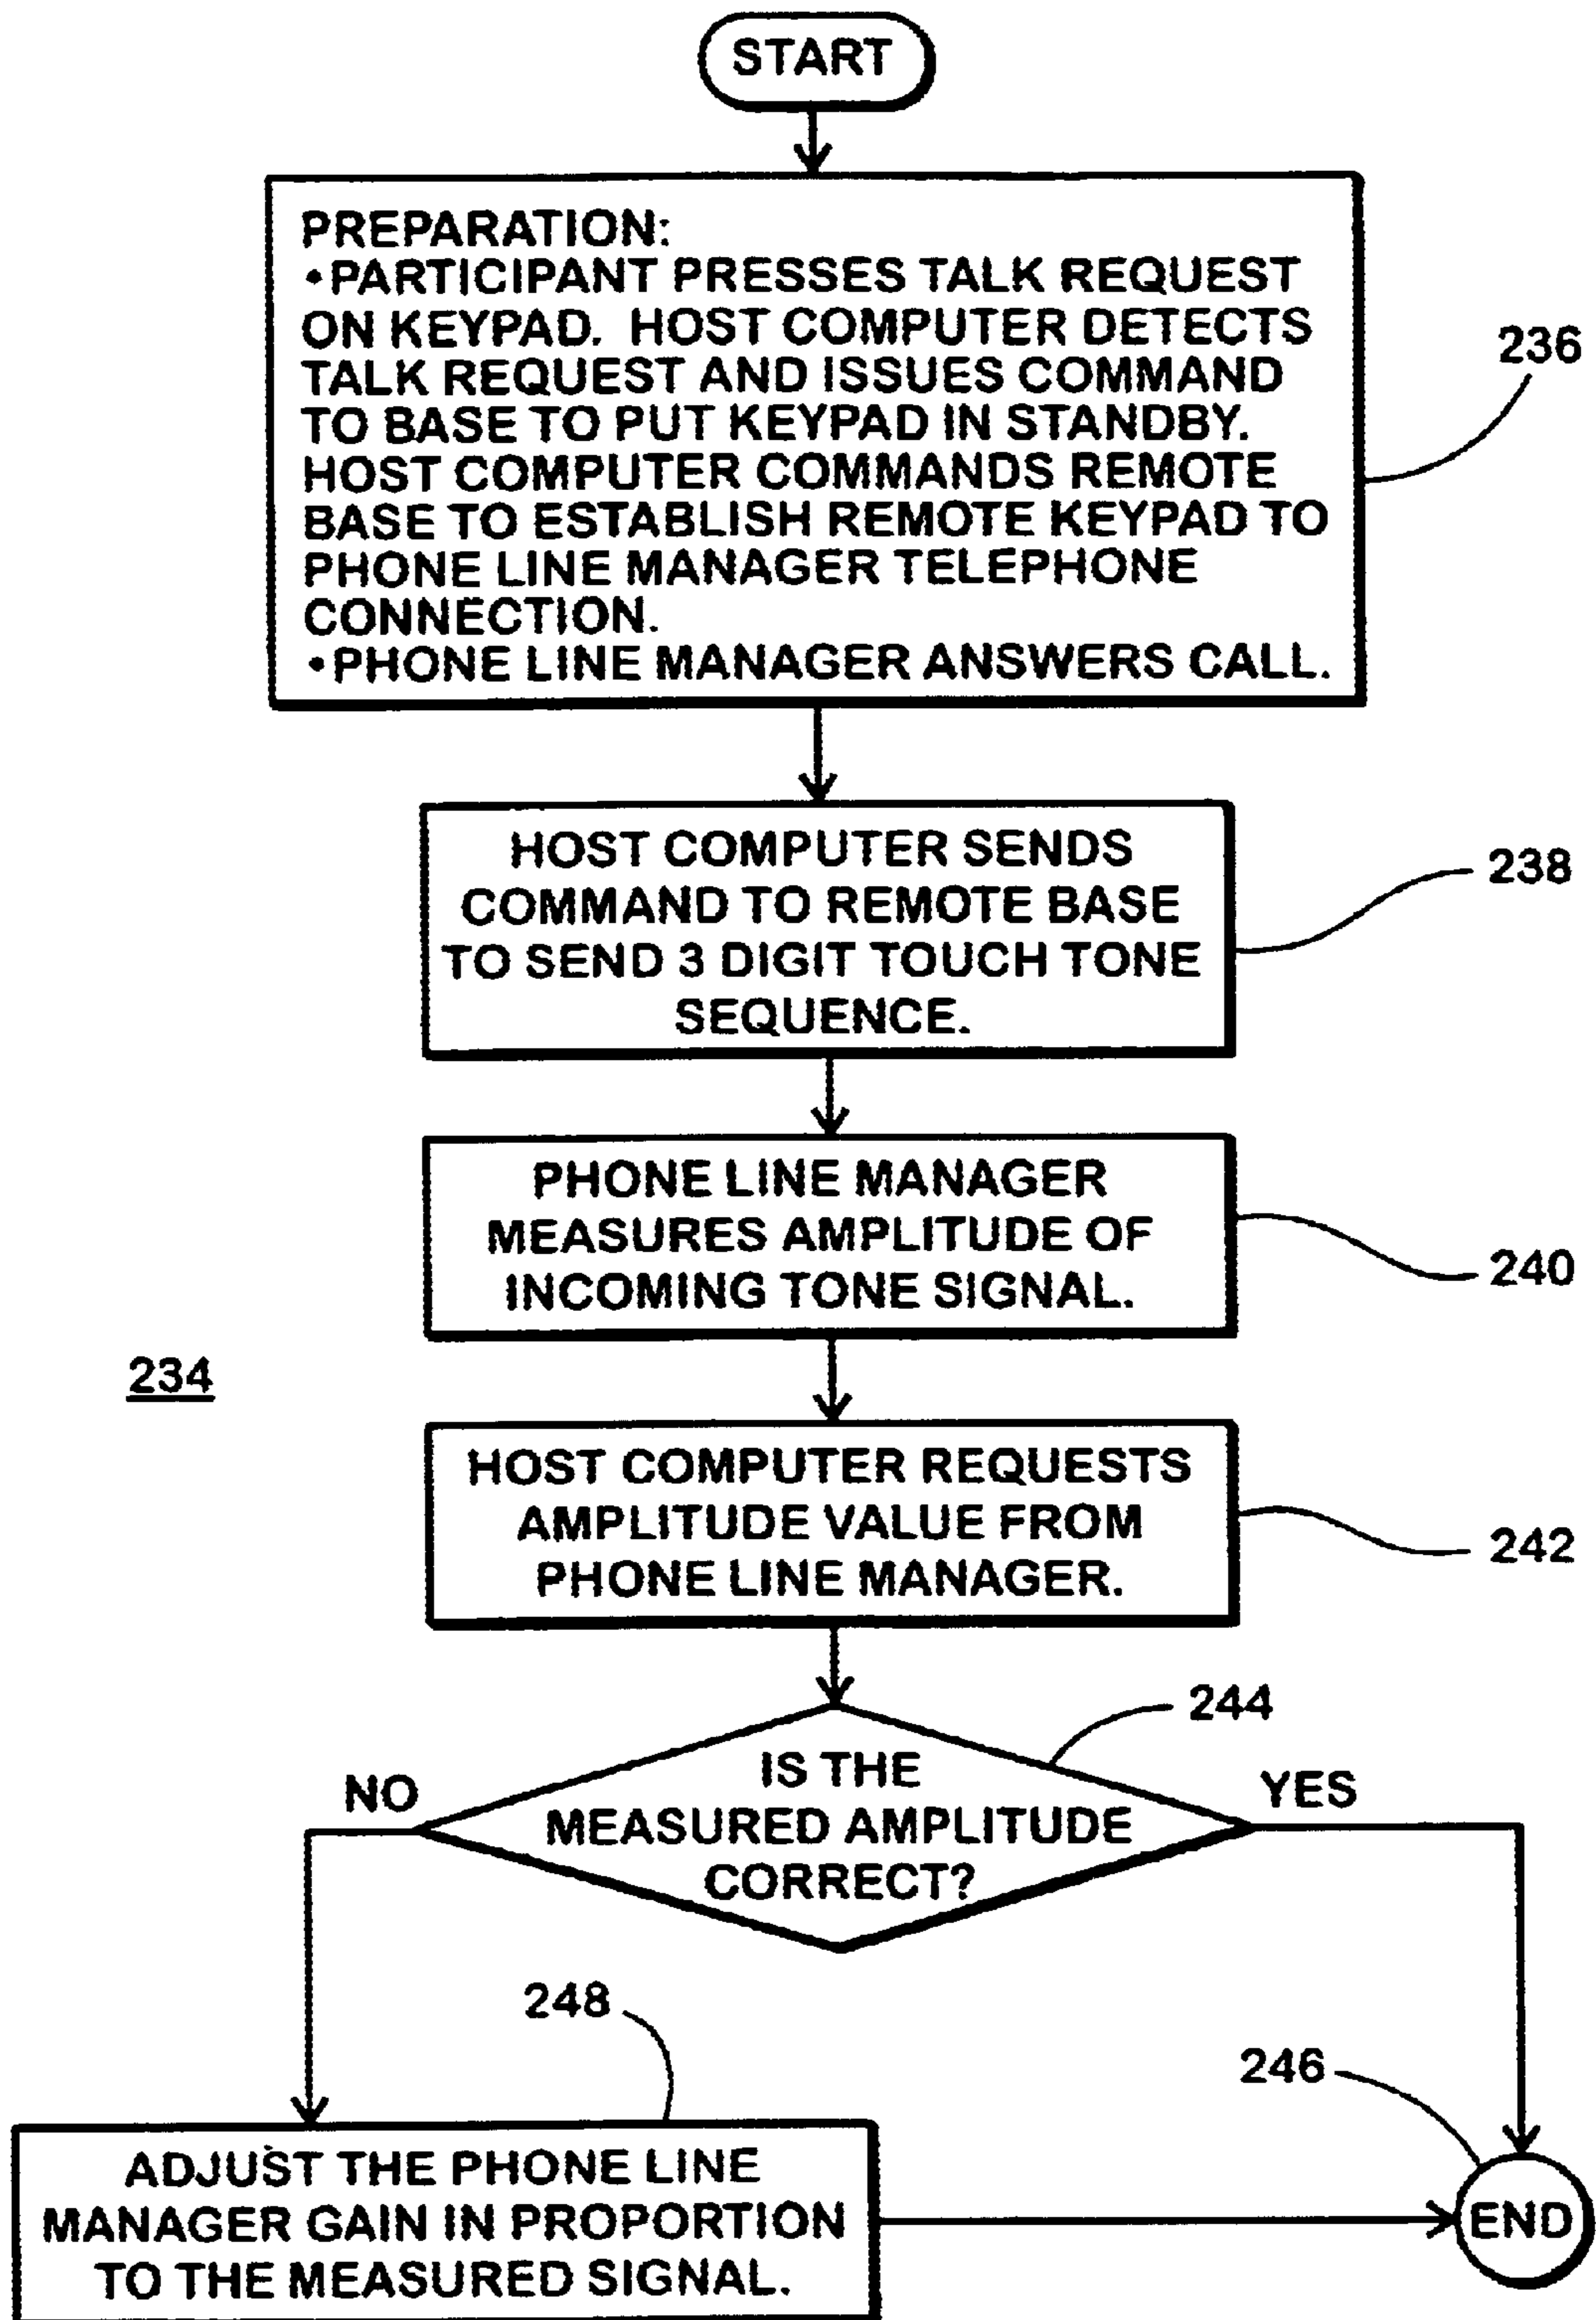 START
PREPARATION:
•PARTICIPANT PRESSES TALK REQUEST
ON KEYPAD. HOST COMPUTER DETECTS
TALK REQUEST AND ISSUES COMMAND
TO BASE TO PUT KEYPAD IN STANDBY.
HOST COMPUTER COMMANDS REMOTE
BASE TO ESTABLISH REMOTE KEYPAD TO
PHONE LINE MANAGER TELEPHONE
CONNECTION.
•PHONE LINE MANAGER ANSWERS CALL.
236
HOST COMPUTER SENDS
COMMAND TO REMOTE BASE
TO SEND 3 DIGIT TOUCH TONE
SEQUENCE.
238
PHONE LINE MANAGER
MEASURES AMPLITUDE OF
INCOMING TONE SIGNAL.
240
234
HOST COMPUTER REQUESTS
AMPLITUDE VALUE FROM
PHONE LINE MANAGER.
242
244
IS THE
MEASURED AMPLITUDE
CORRECT?
NO
YES
248
246
ADJUST THE PHONE LINE
MANAGER GAIN IN PROPORTION
TO THE MEASURED SIGNAL.
END